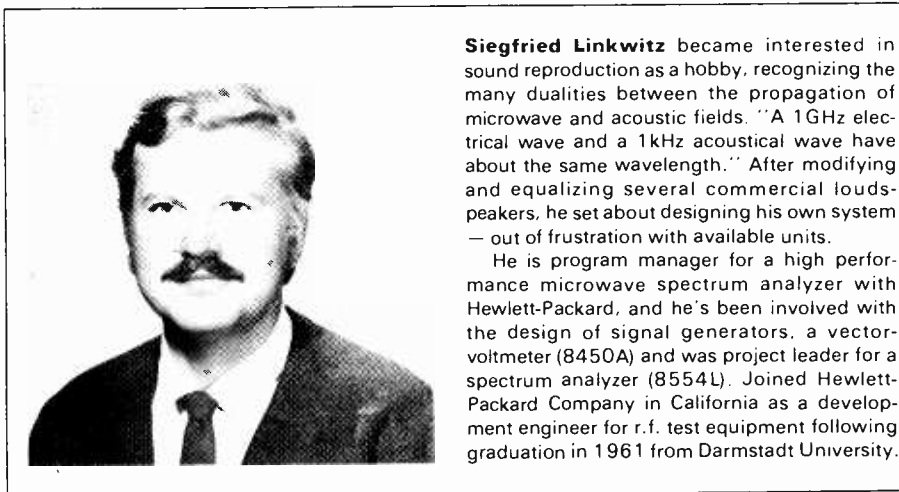 Siegfried Linkwitz became interested in
sound reproduction as a hobby, recognizing the
many dualities between the propagation of
microwave and acoustic fields. "A 1GHz elec-
trical wave and a 1kHz acoustical wave have
about the same wavelength." After modifying
and equalizing several commercial louds-
peakers, he set about designing his own system
— out of frustration with available units.
He is program manager for a high perfor-
mance microwave spectrum analyzer with
Hewlett-Packard, and he's been involved with
the design of signal generators, a vector-
voltmeter (8450A) and was project leader for a
spectrum analyzer (8554L). Joined Hewlett-
Packard Company in California as a develop-
ment engineer for r.f. test equipment following
graduation in 1961 from Darmstadt University.